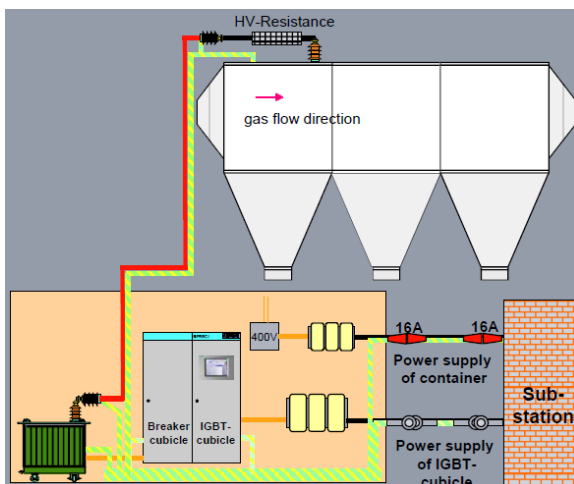 HV-Resistance
gas flow direction
400V
16A
16A
Power supply
of container
Sub-
station
Breaker
cubicle
IGBT-
cubicle
Power supply
of IGBT-
cubicle